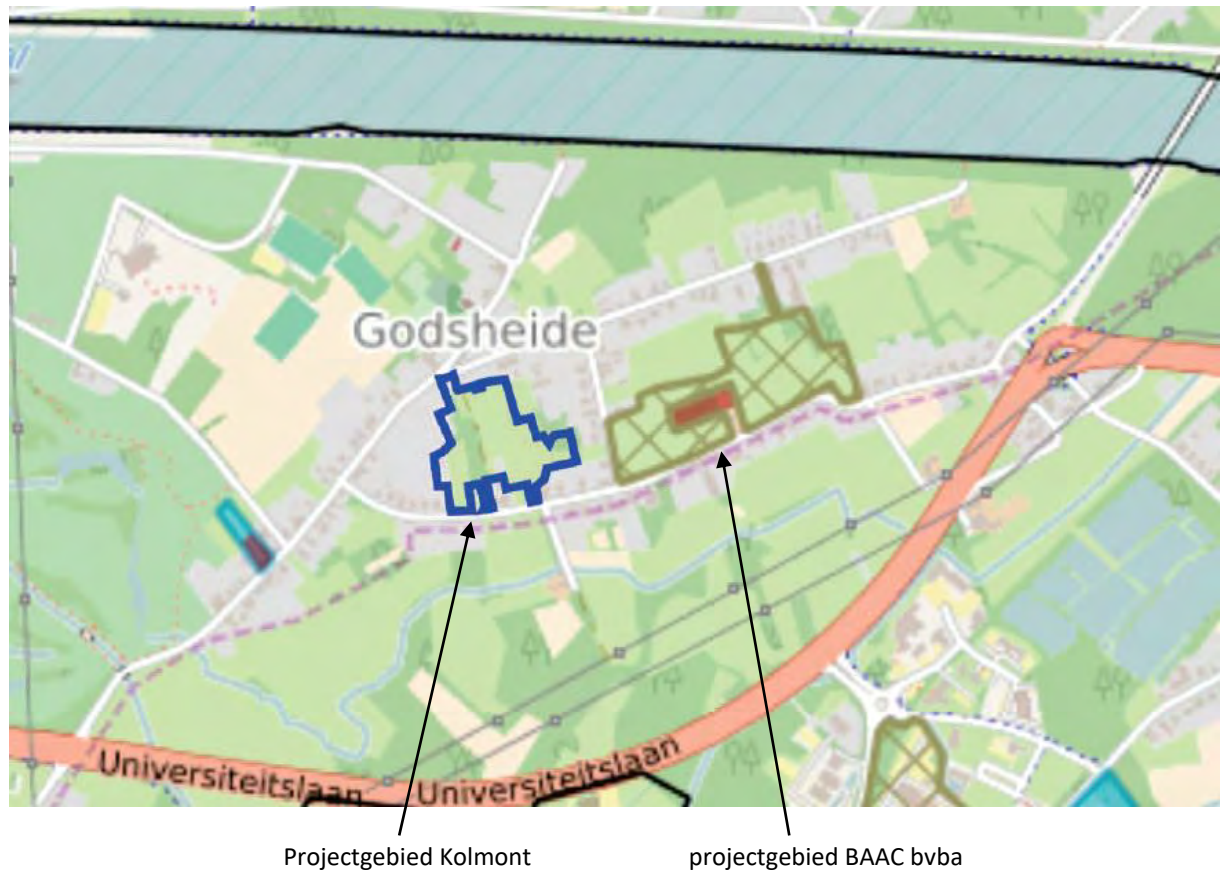 Godsheide
Universiteitslaan
Universiteitslaan
Projectgebied Kolmont
projectgebied BAAC bvba